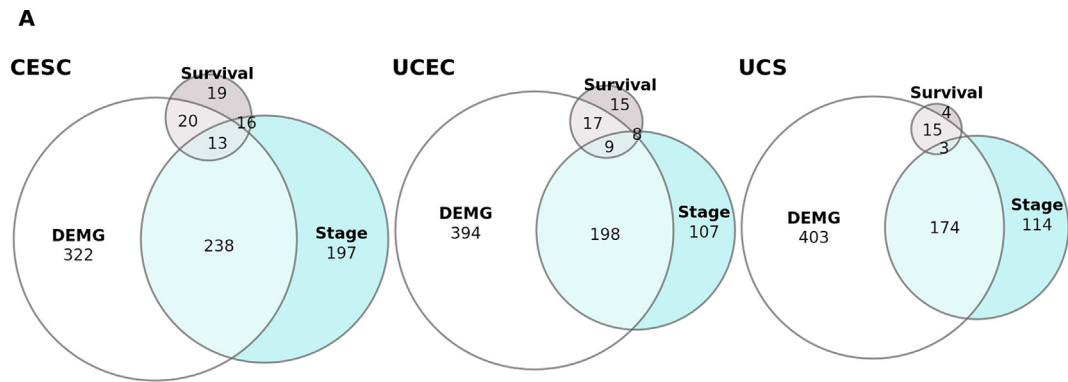 A
CESC
Survival
19
20
16
13
DEMG
322
238
Stage
197
UCEC
Survival
15
17
8
9
DEMG
394
198
Stage
107
UCS
Survival
4
15
3
DEMG
403
174
Stage
114